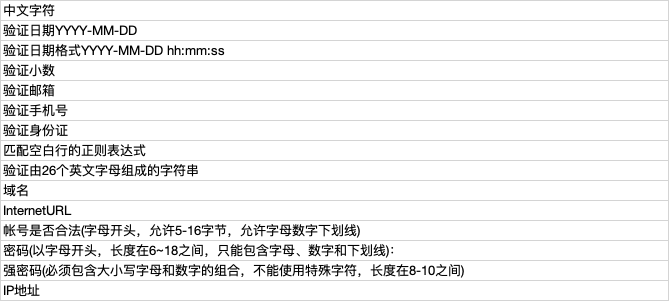 中文字符
验证日期YYYY-MM-DD
验证日期格式YYYY-MM-DD hh:mm:ss
验证小数
验证邮箱
验证手机号
验证身份证
匹配空白行的正则表达式
验证由26个英文字母组成的字符串
域名
InternetURL
帐号是否合法(字母开头，允许5-16字节，允许字母数字下划线)
密码(以字母开头，长度在6~18之间，只能包含字母、数字和下划线)：
强密码(必须包含大小写字母和数字的组合，不能使用特殊字符，长度在8-10之间)
IP地址